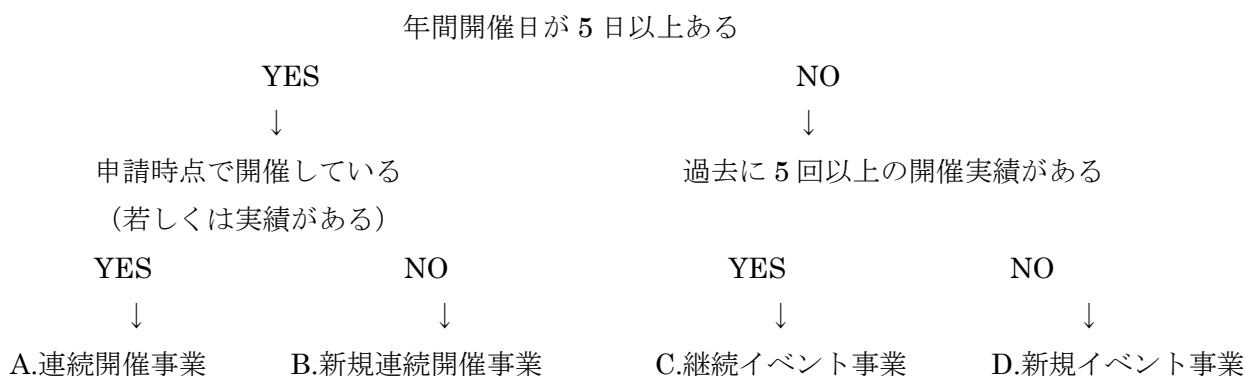 年間開催日が 5 日以上ある
YES NO
↓ ↓
申請時点で開催している 過去に 5 回以上の開催実績がある
（若しくは実績がある）
YES NO YES NO
↓ ↓ ↓ ↓
A.連続開催事業 B.新規連続開催事業 C.継続イベント事業 D.新規イベント事業